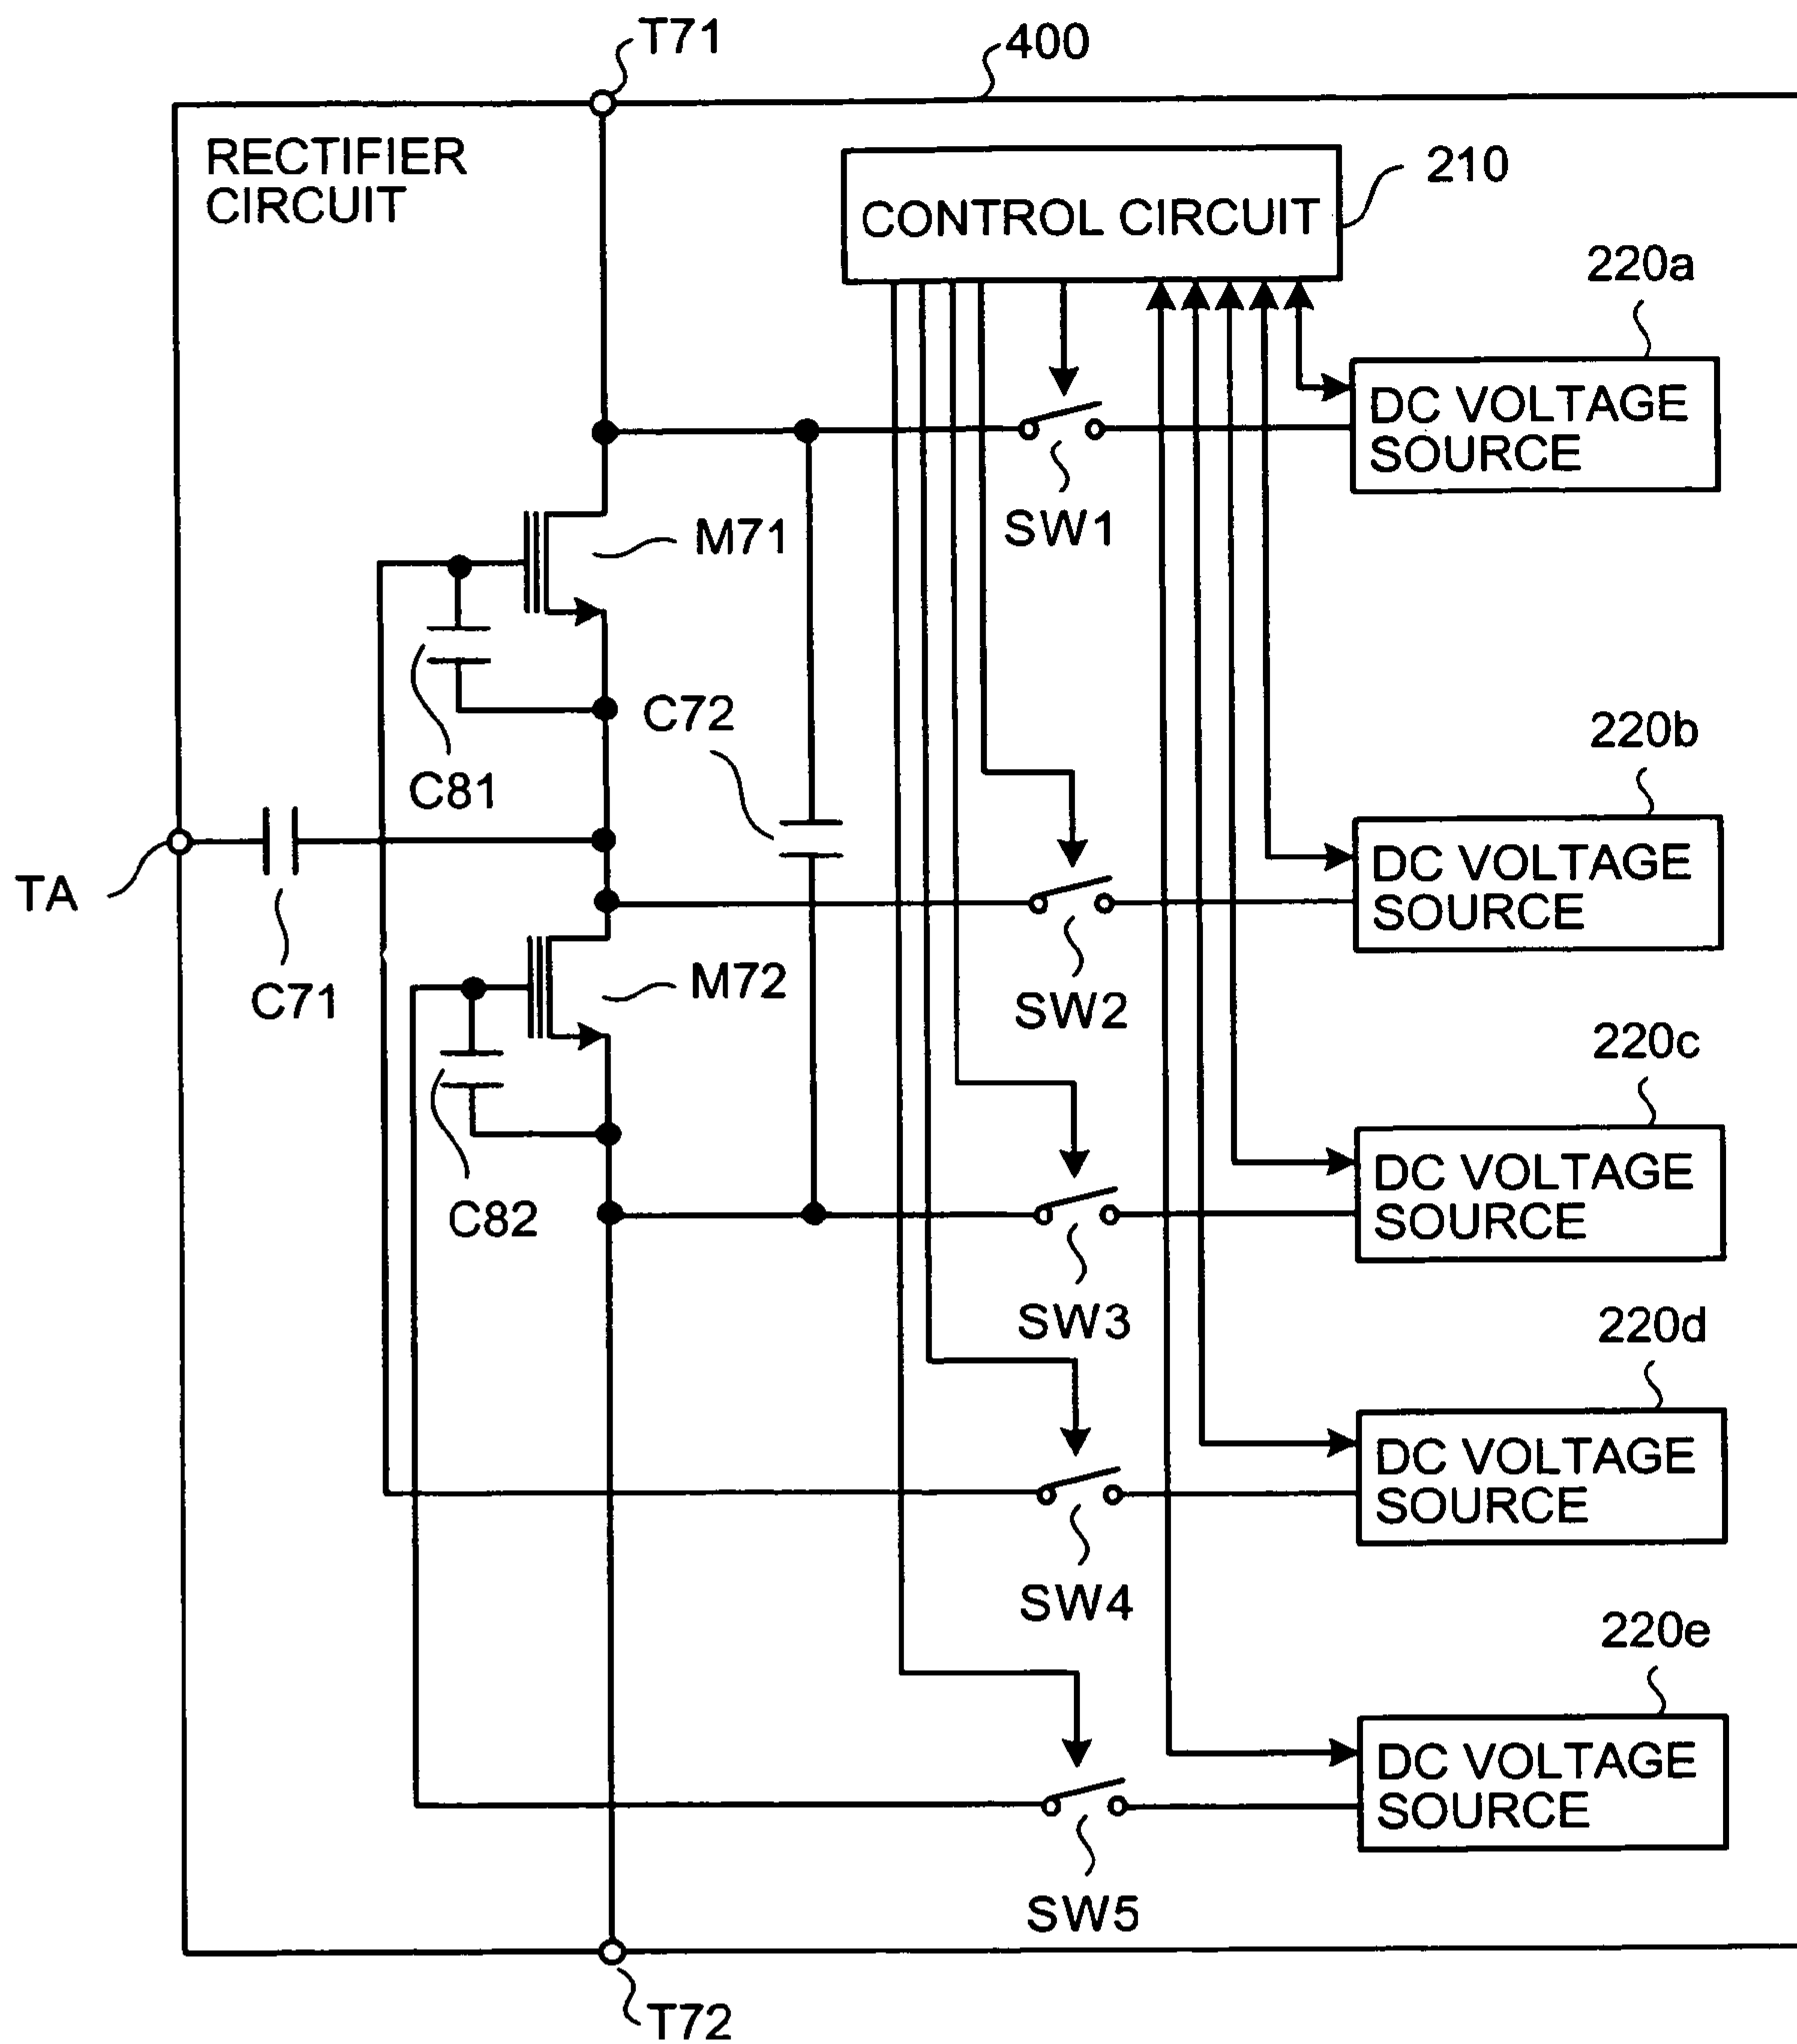 T71
400
RECTIFIER
CIRCUIT
210
CONTROL CIRCUIT
220a
DC VOLTAGE
SOURCE
SW1
M71
C81
C72
220b
DC VOLTAGE
SOURCE
TA
C71
M72
SW2
220c
DC VOLTAGE
SOURCE
C82
SW3
220d
DC VOLTAGE
SOURCE
SW4
220e
DC VOLTAGE
SOURCE
SW5
T72